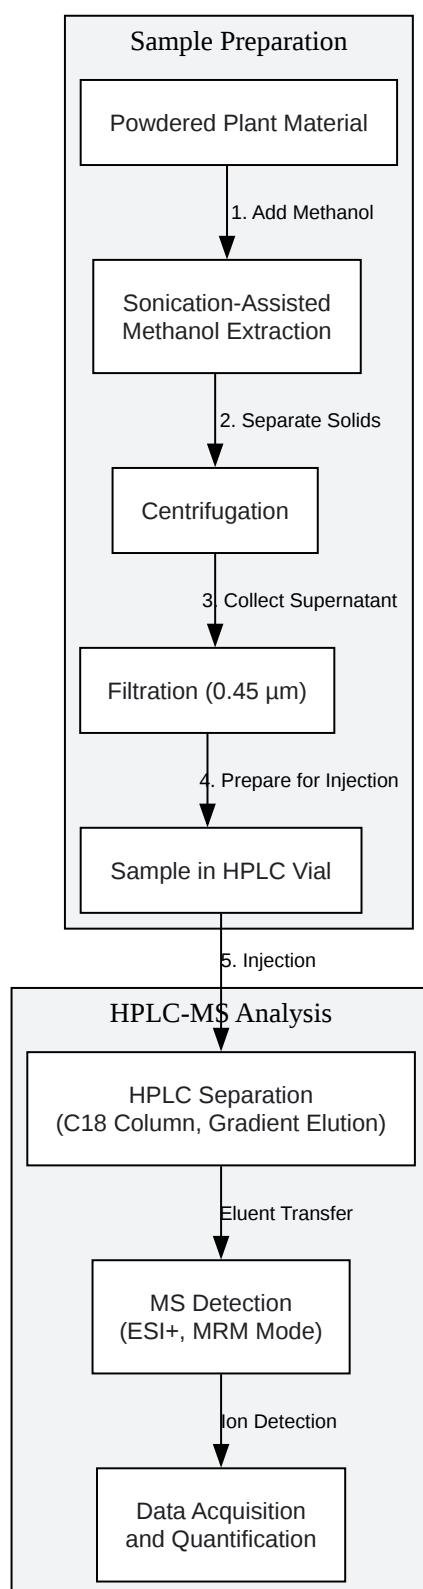 Sample Preparation
Powdered Plant Material
1. Add Methanol
Sonication-Assisted
Methanol Extraction
2. Separate Solids
Centrifugation
3. Collect Supernatant
Filtration (0.45 µm)
4. Prepare for Injection
Sample in HPLC Vial
5. Injection
HPLC-MS Analysis
HPLC Separation
(C18 Column, Gradient Elution)
Eluent Transfer
MS Detection
(ESI+, MRM Mode)
Ion Detection
Data Acquisition
and Quantification